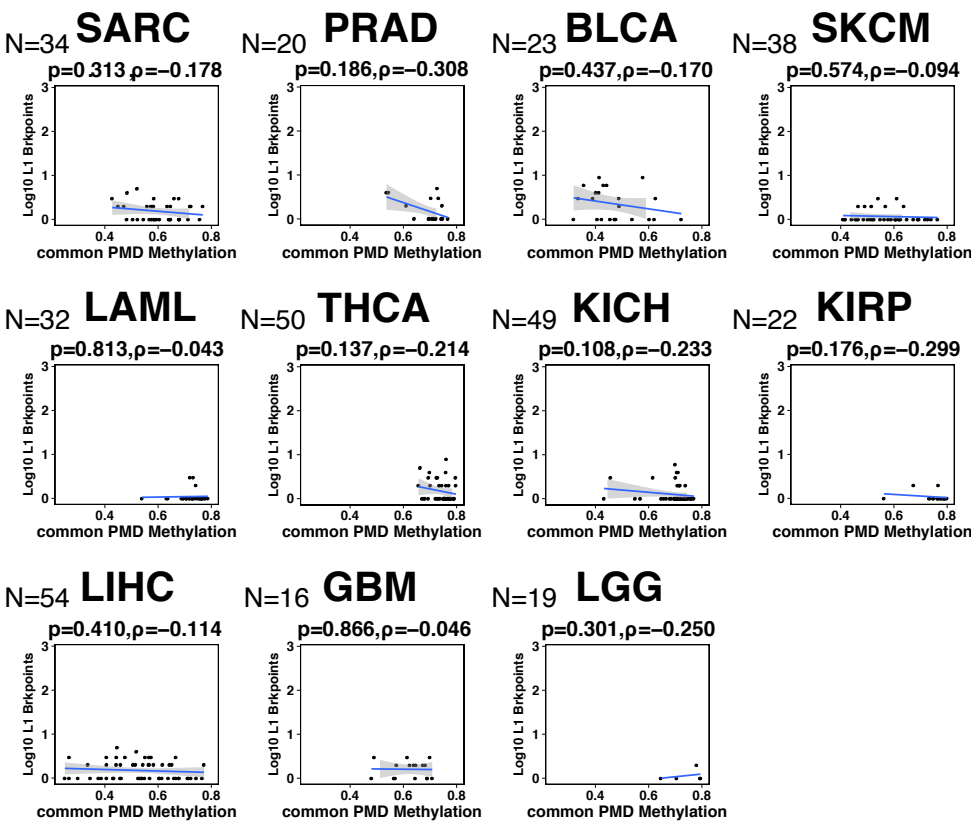 N=34 SARC
p=0.313,ρ=−0.178
Log10 L1 Brkpoints
3
2
1
0
0.4 0.6 0.8
common PMD Methylation
N=20 PRAD
p=0.186,ρ=−0.308
Log10 L1 Brkpoints
3
2
1
0
0.4 0.6 0.8
common PMD Methylation
N=23 BLCA
p=0.437,ρ=−0.170
Log10 L1 Brkpoints
3
2
1
0
0.4 0.6 0.8
common PMD Methylation
N=38 SKCM
p=0.574,ρ=−0.094
Log10 L1 Brkpoints
3
2
1
0
0.4 0.6 0.8
common PMD Methylation
N=32 LAML
p=0.813,ρ=−0.043
Log10 L1 Brkpoints
3
2
1
0
0.4 0.6 0.8
common PMD Methylation
N=50 THCA
p=0.137,ρ=−0.214
Log10 L1 Brkpoints
3
2
1
0
0.4 0.6 0.8
common PMD Methylation
N=49 KICH
p=0.108,ρ=−0.233
Log10 L1 Brkpoints
3
2
1
0
0.4 0.6 0.8
common PMD Methylation
N=22 KIRP
p=0.176,ρ=−0.299
Log10 L1 Brkpoints
3
2
1
0
0.4 0.6 0.8
common PMD Methylation
N=54 LIHC
p=0.410,ρ=−0.114
Log10 L1 Brkpoints
3
2
1
0
0.4 0.6 0.8
common PMD Methylation
N=16 GBM
p=0.866,ρ=−0.046
Log10 L1 Brkpoints
3
2
1
0
0.4 0.6 0.8
common PMD Methylation
N=19 LGG
p=0.301,ρ=−0.250
Log10 L1 Brkpoints
3
2
1
0
0.4 0.6 0.8
common PMD Methylation